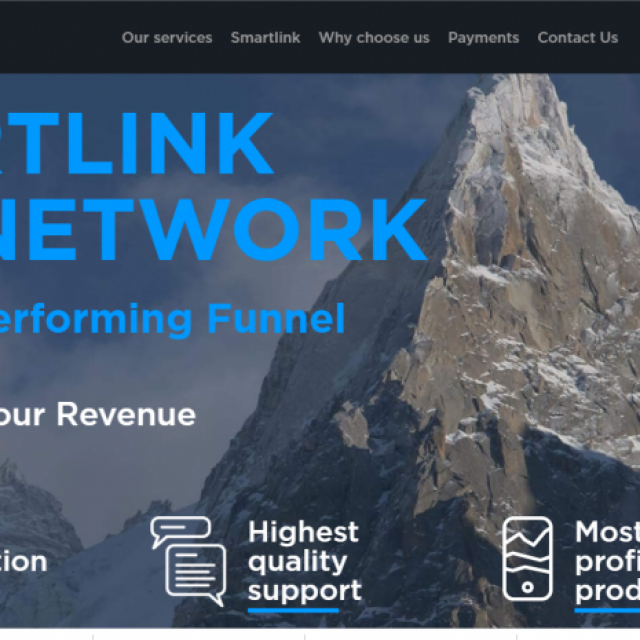 Our services Smartlink Why choose us Payments Contact Us
RTLINK
NETWORK
erforming Funnel
our Revenue
tion
Highest
quality
support
Most
profi
prod